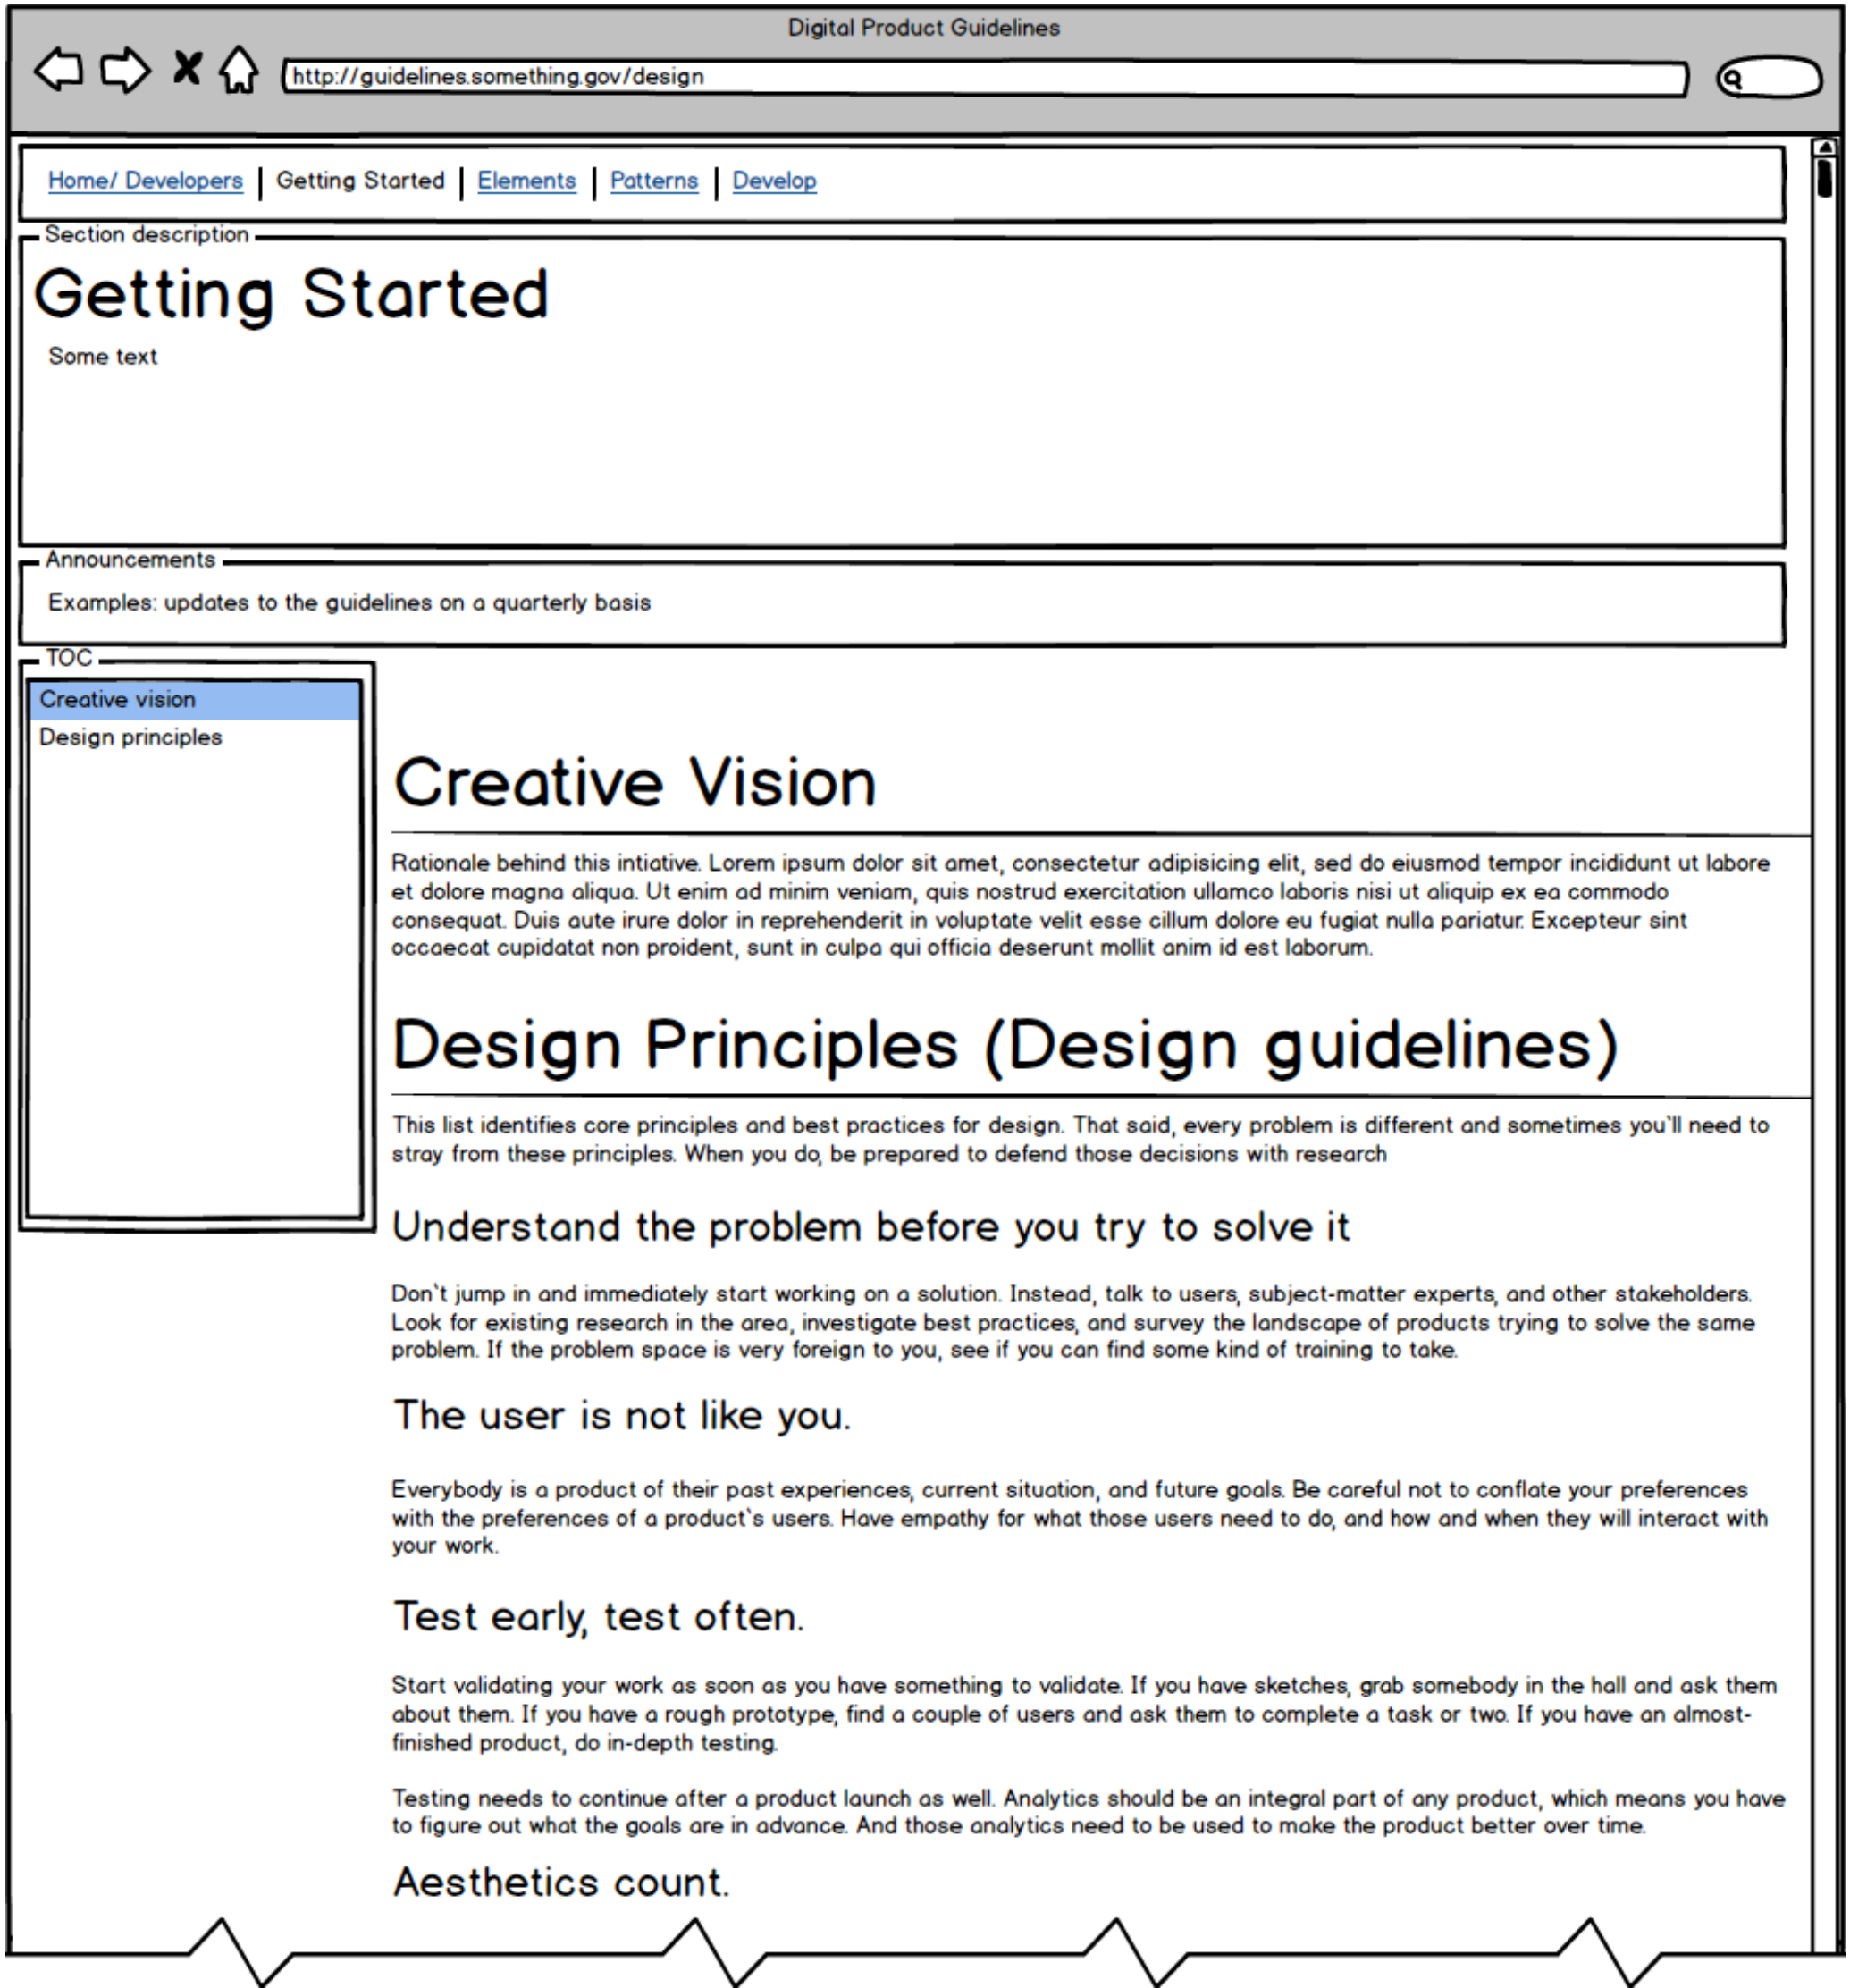 Digital Product Guidelines
http://guidelines.something.gov/design
Home/ Developers | Getting Started | Elements | Patterns | Develop
Section description
Getting Started
Some text
Announcements
Examples: updates to the guidelines on a quarterly basis
TOC
Creative vision
Design principles
Creative Vision
Rationale behind this intiative. Lorem ipsum dolor sit amet, consectetur adipisicing elit, sed do eiusmod tempor incididunt ut labore
et dolore magna aliqua. Ut enim ad minim veniam, quis nostrud exercitation ullamco laboris nisi ut aliquip ex ea commodo
consequat. Duis aute irure dolor in reprehenderit in voluptate velit esse cillum dolore eu fugiat nulla pariatur. Excepteur sint
occaecat cupidatat non proident, sunt in culpa qui officia deserunt mollit anim id est laborum.
Design Principles (Design guidelines)
This list identifies core principles and best practices for design. That said, every problem is different and sometimes you`ll need to
stray from these principles. When you do, be prepared to defend those decisions with research
Understand the problem before you try to solve it
Don`t jump in and immediately start working on a solution. Instead, talk to users, subject-matter experts, and other stakeholders.
Look for existing research in the area, investigate best practices, and survey the landscape of products trying to solve the same
problem. If the problem space is very foreign to you, see if you can find some kind of training to take.
The user is not like you.
Everybody is a product of their past experiences, current situation, and future goals. Be careful not to conflate your preferences
with the preferences of a product`s users. Have empathy for what those users need to do, and how and when they will interact with
your work.
Test early, test often.
Start validating your work as soon as you have something to validate. If you have sketches, grab somebody in the hall and ask them
about them. If you have a rough prototype, find a couple of users and ask them to complete a task or two. If you have an almost-
finished product, do in-depth testing.
Testing needs to continue after a product launch as well. Analytics should be an integral part of any product, which means you have
to figure out what the goals are in advance. And those analytics need to be used to make the product better over time.
Aesthetics count.